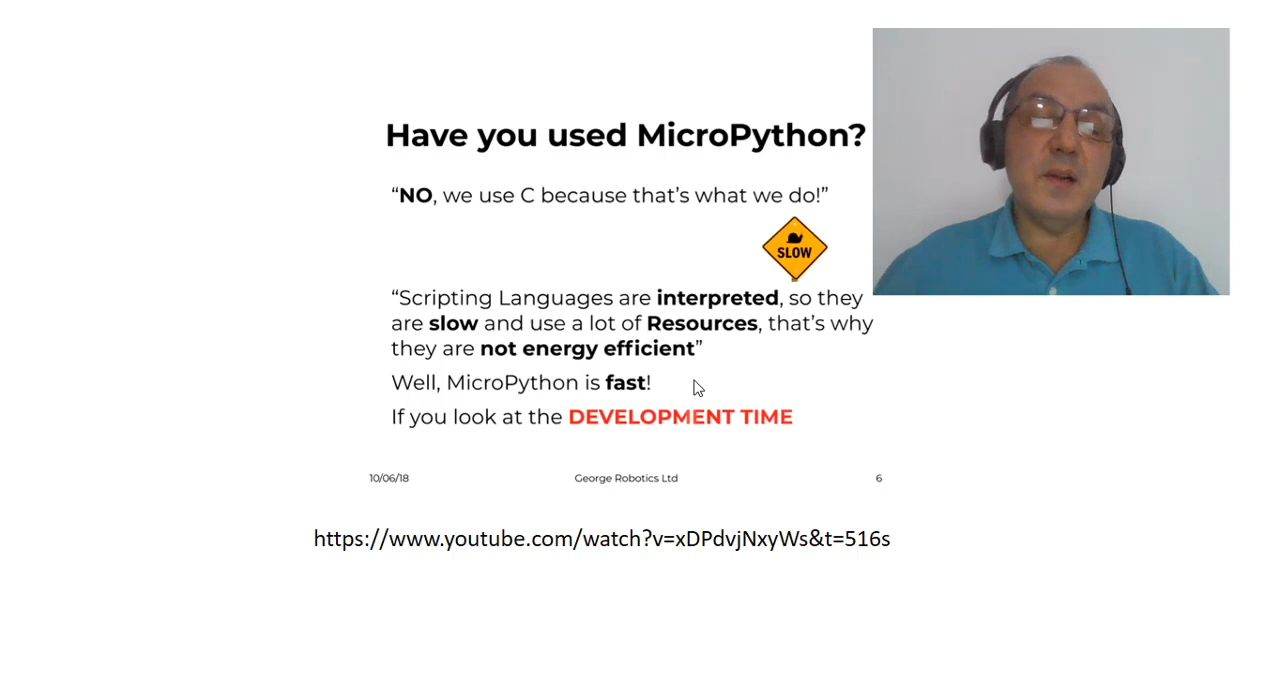 Have you used MicroPython?
“NO, we use C because that’s what we do!”
SLOW
“Scripting Languages are interpreted, so they
are slow and use a lot of Resources, that’s why
they are not energy efficient”
Well, MicroPython is fast!
If you look at the DEVELOPMENT TIME
10/06/18 George Robotics Ltd 6
https://www.youtube.com/watch?v=xDPdvjNxyWs&t=516s